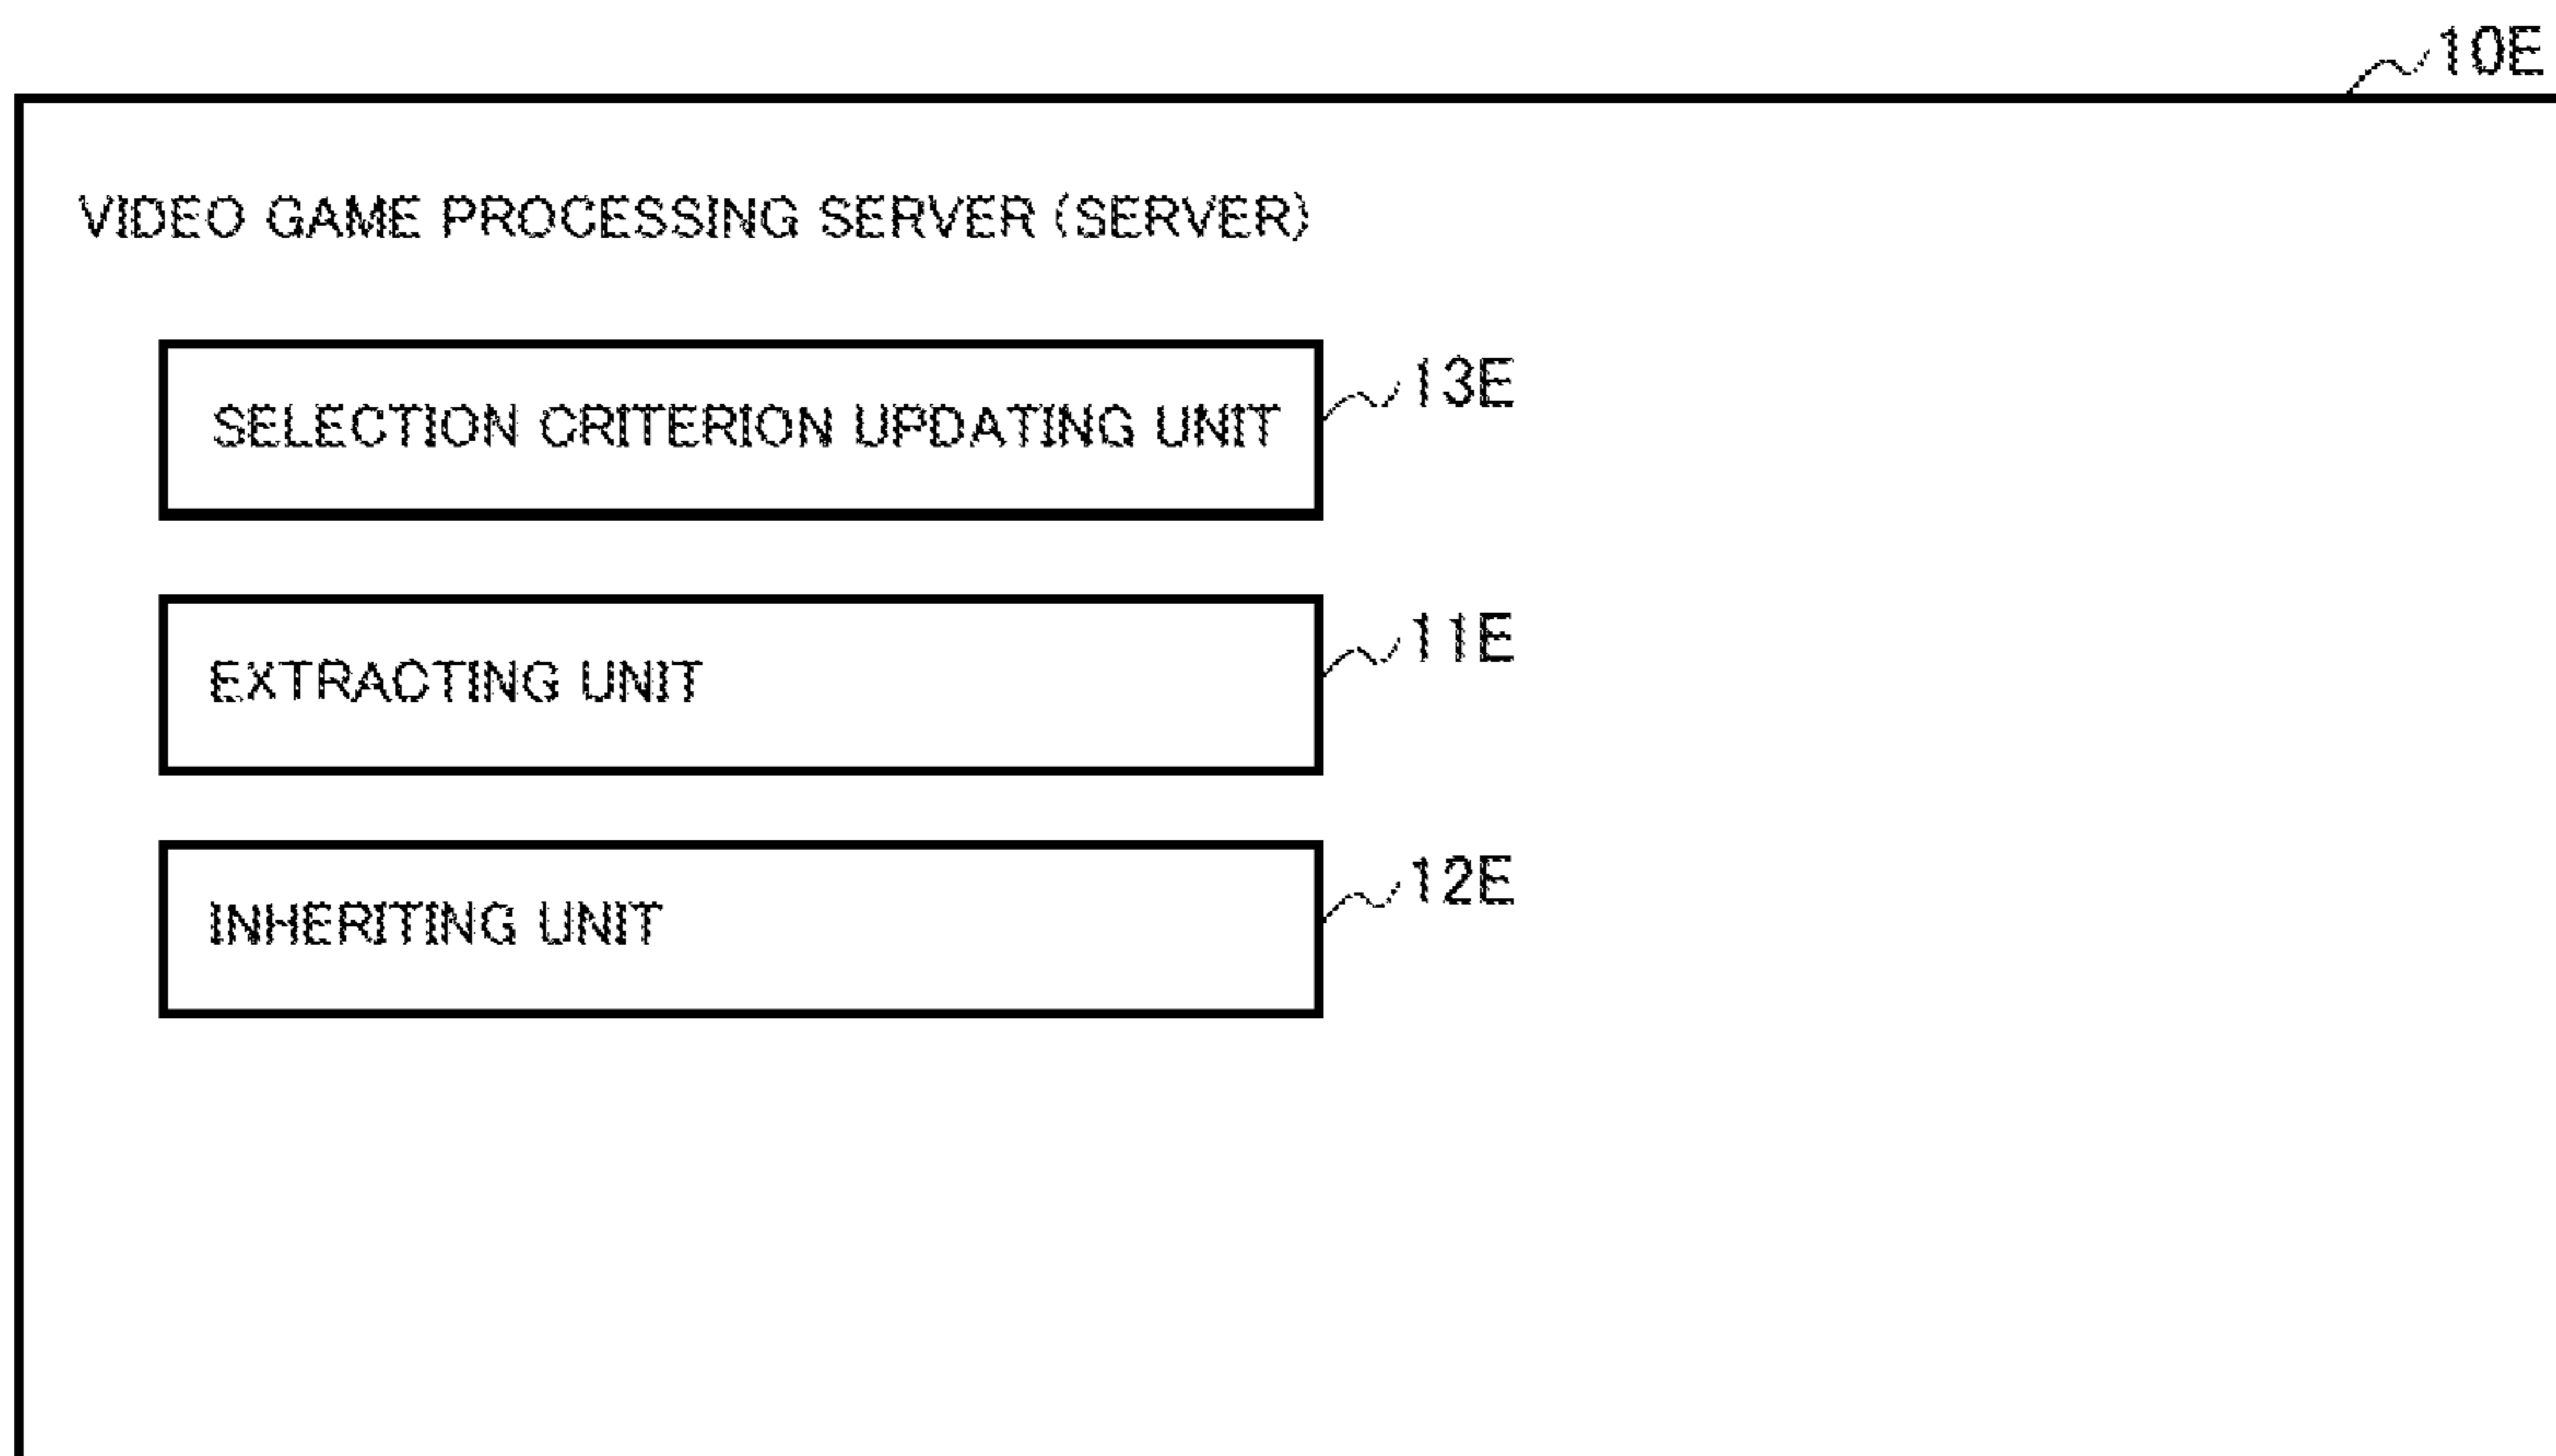 10E
VIDEO GAME PROCESSING SERVER (SERVER)
SELECTION CRITERION UPDATING UNIT
13E
EXTRACTING UNIT
11E
INHERITING UNIT
12E